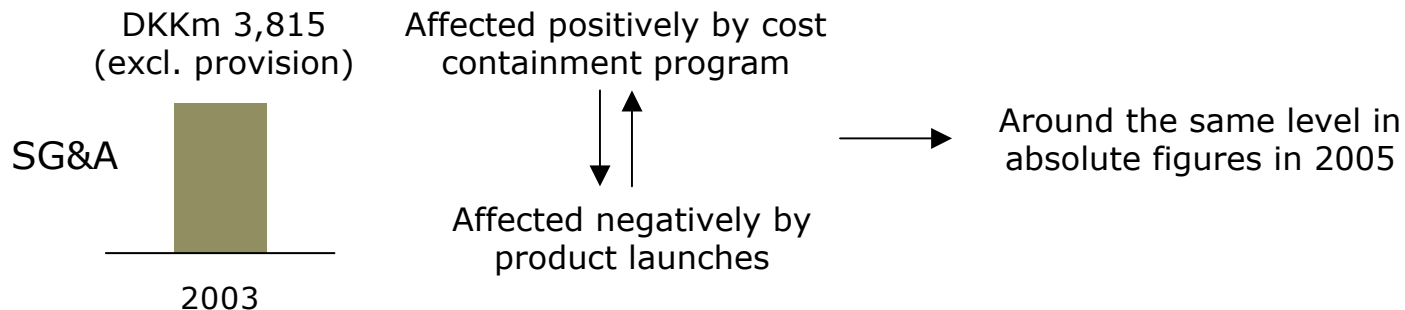 DKKm 3,815
(excl. provision)
SG&A
2003
Affected positively by cost
containment program
Affected negatively by
product launches
Around the same level in
absolute figures in 2005